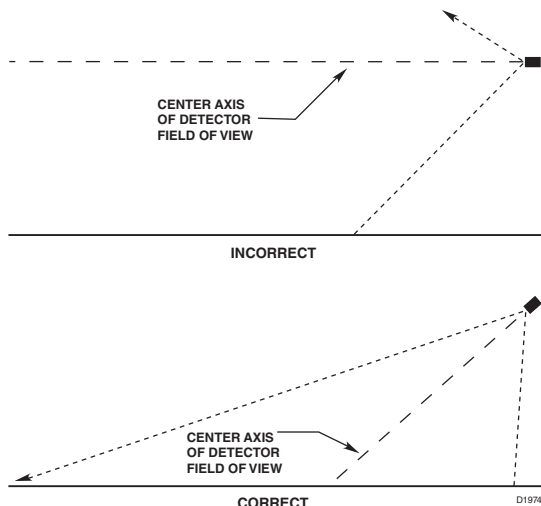 CENTER AXIS
OF DETECTOR
FIELD OF VIEW
INCORRECT
CENTER AXIS
OF DETECTOR
FIELD OF VIEW
CORRECT
D1974